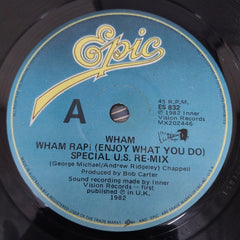 Epic
A
45 R.P.M.
ES 832
℗ 1982 Inner
Vision Records
MX202446
WHAM
WHAM RAP! (ENJOY WHAT YOU DO)
SPECIAL U.S. RE-MIX
(George Michael/Andrew Ridgeley) Chappell
Produced by Bob Carter
Sound recording made by Inner
Vision Records — first
published ℗ in U.K.
1982